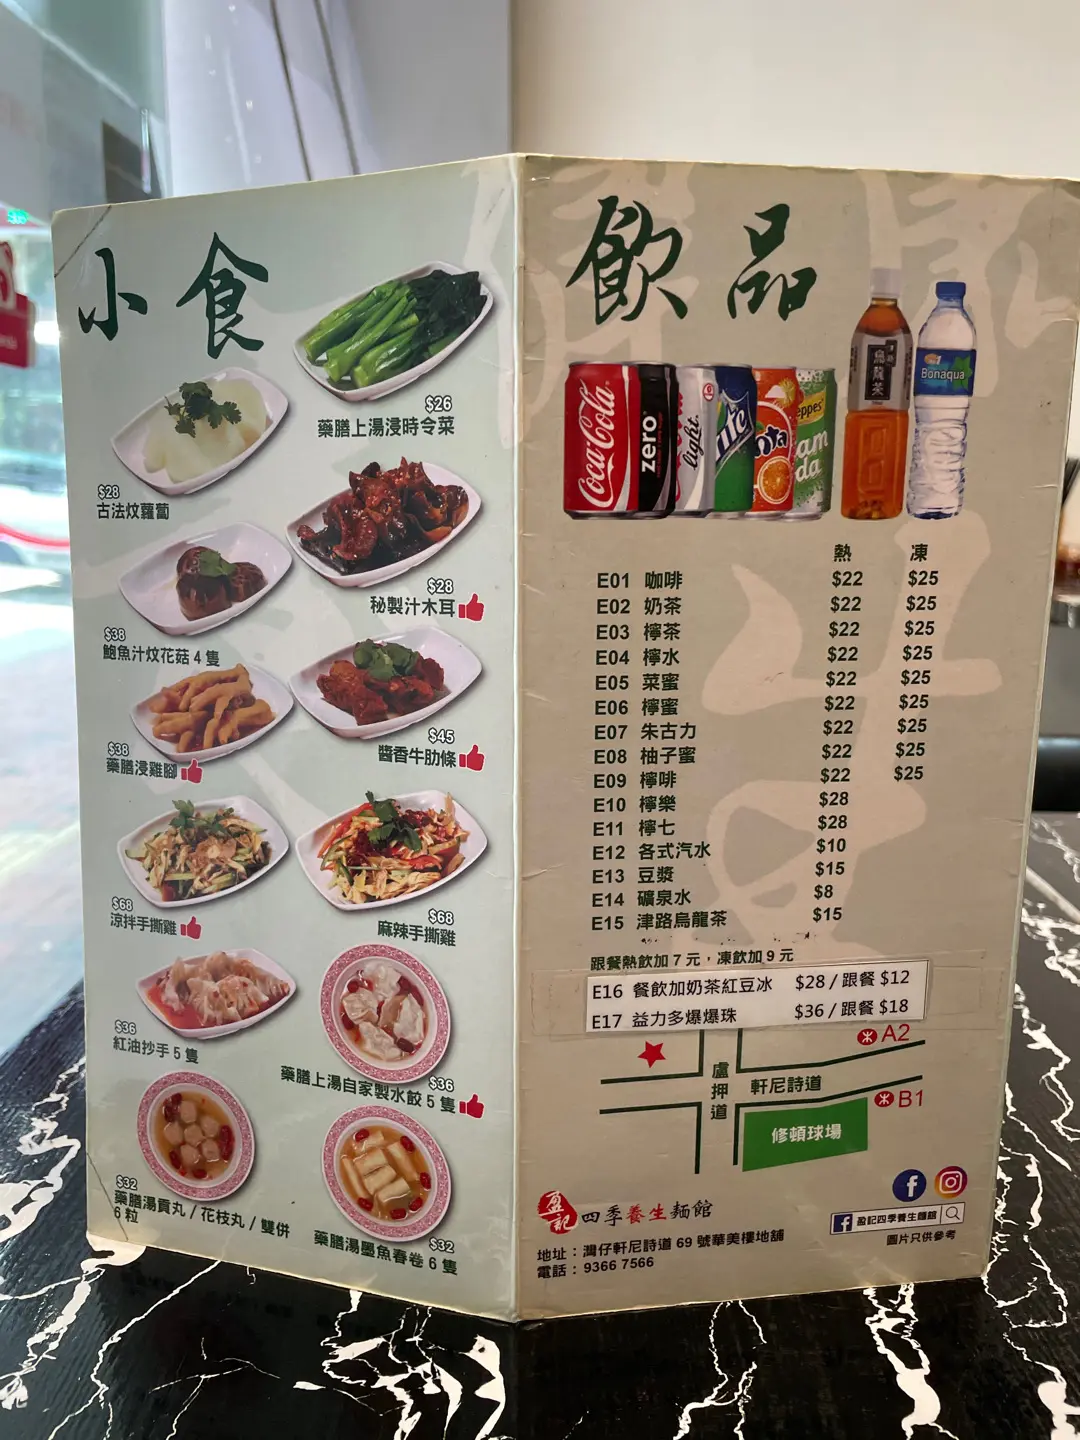 小食
$26
藥膳上湯浸時令菜
$28
古法炆蘿蔔
$28
秘製汁木耳
$38
鮑魚汁炆花菇 4 隻
$45
醬香牛肋條
$38
藥膳浸雞腳
$68
涼拌手撕雞
$68
麻辣手撕雞
$36
紅油抄手 5 隻
$36
藥膳上湯自家製水餃 5 隻
$32
藥膳湯貢丸 / 花枝丸 / 雙併
6 粒
$32
藥膳湯墨魚春卷 6 隻
飲品
Coca-Cola
zero
light
烏龍茶
Bonaqua
熱 凍
E01 咖啡 $22 $25
E02 奶茶 $22 $25
E03 檸茶 $22 $25
E04 檸水 $22 $25
E05 菜蜜 $22 $25
E06 檸蜜 $22 $25
E07 朱古力 $22 $25
E08 柚子蜜 $22 $25
E09 檸啡 $22 $25
E10 檸樂 $28
E11 檸七 $28
E12 各式汽水 $10
E13 豆漿 $15
E14 礦泉水 $8
E15 津路烏龍茶 $15
跟餐熱飲加 7 元，凍飲加 9 元
E16 餐飲加奶茶紅豆冰 $28 / 跟餐 $12
E17 益力多爆爆珠 $36 / 跟餐 $18
A2
盧押道
軒尼詩道
B1
修頓球場
盈記 四季養生麵館
盈記四季養生麵館
圖片只供參考
地址：灣仔軒尼詩道 69 號華美樓地舖
電話：9366 7566